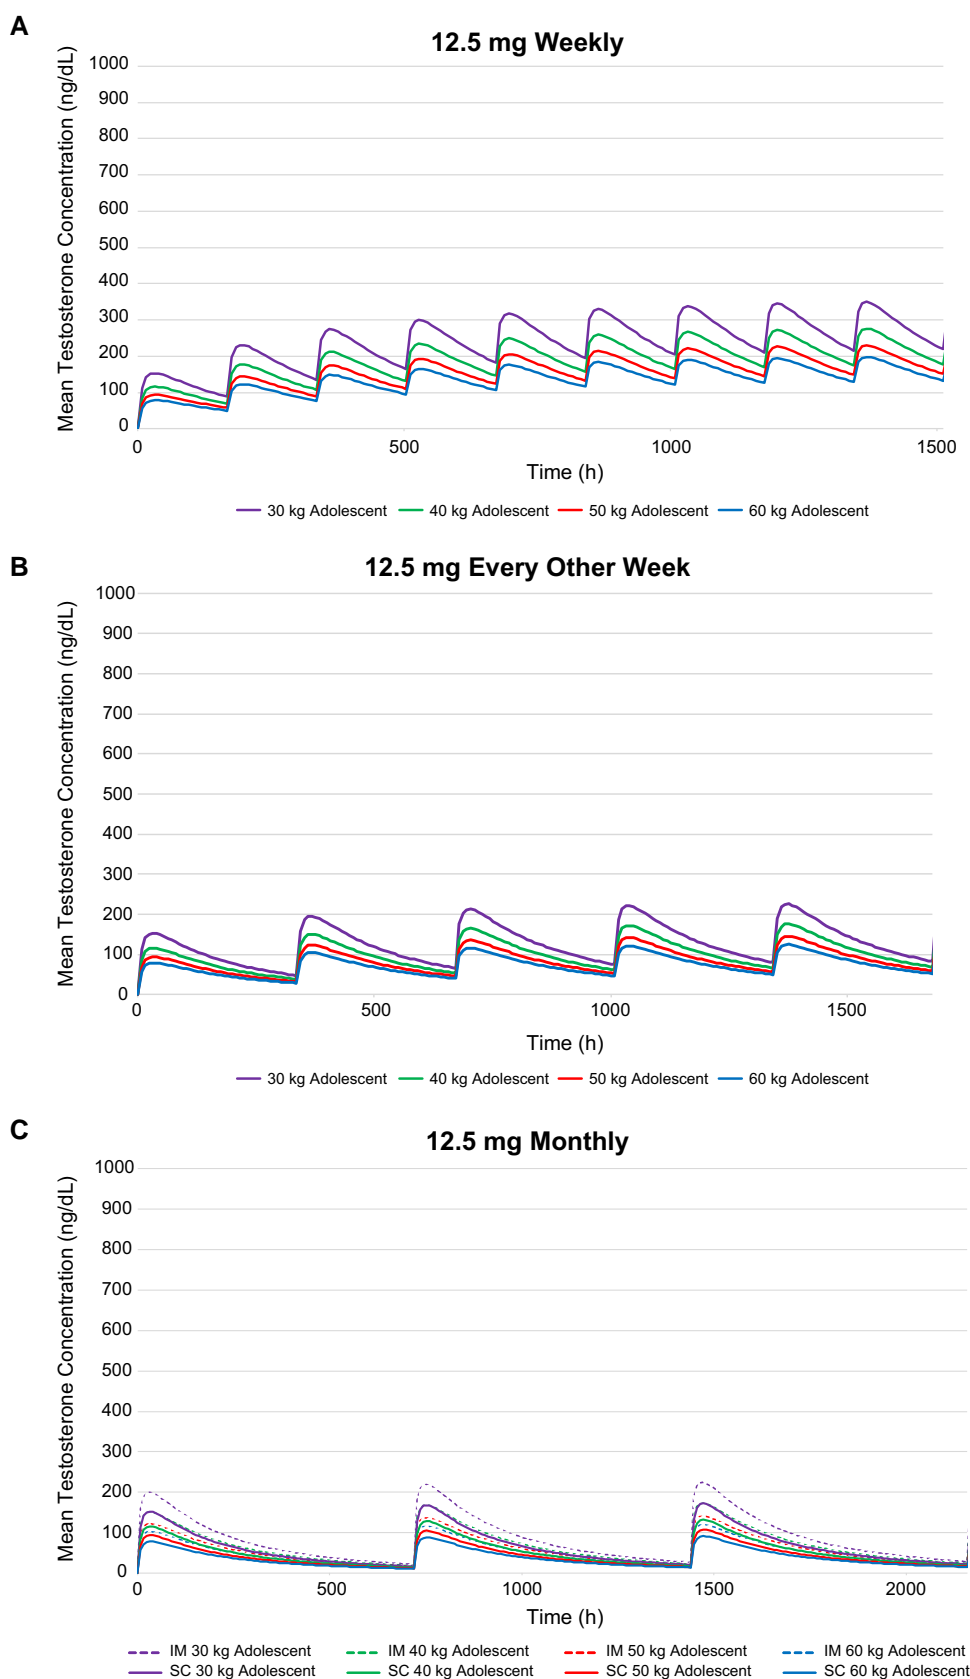 A
12.5 mg Weekly
Mean Testosterone Concentration (ng/dL)
1000
900
800
700
600
500
400
300
200
100
0
0 500 1000 1500
Time (h)
30 kg Adolescent 40 kg Adolescent 50 kg Adolescent 60 kg Adolescent
B
12.5 mg Every Other Week
Mean Testosterone Concentration (ng/dL)
1000
900
800
700
600
500
400
300
200
100
0
0 500 1000 1500
Time (h)
30 kg Adolescent 40 kg Adolescent 50 kg Adolescent 60 kg Adolescent
C
12.5 mg Monthly
Mean Testosterone Concentration (ng/dL)
1000
900
800
700
600
500
400
300
200
100
0
0 500 1000 1500 2000
Time (h)
IM 30 kg Adolescent IM 40 kg Adolescent IM 50 kg Adolescent IM 60 kg Adolescent
SC 30 kg Adolescent SC 40 kg Adolescent SC 50 kg Adolescent SC 60 kg Adolescent